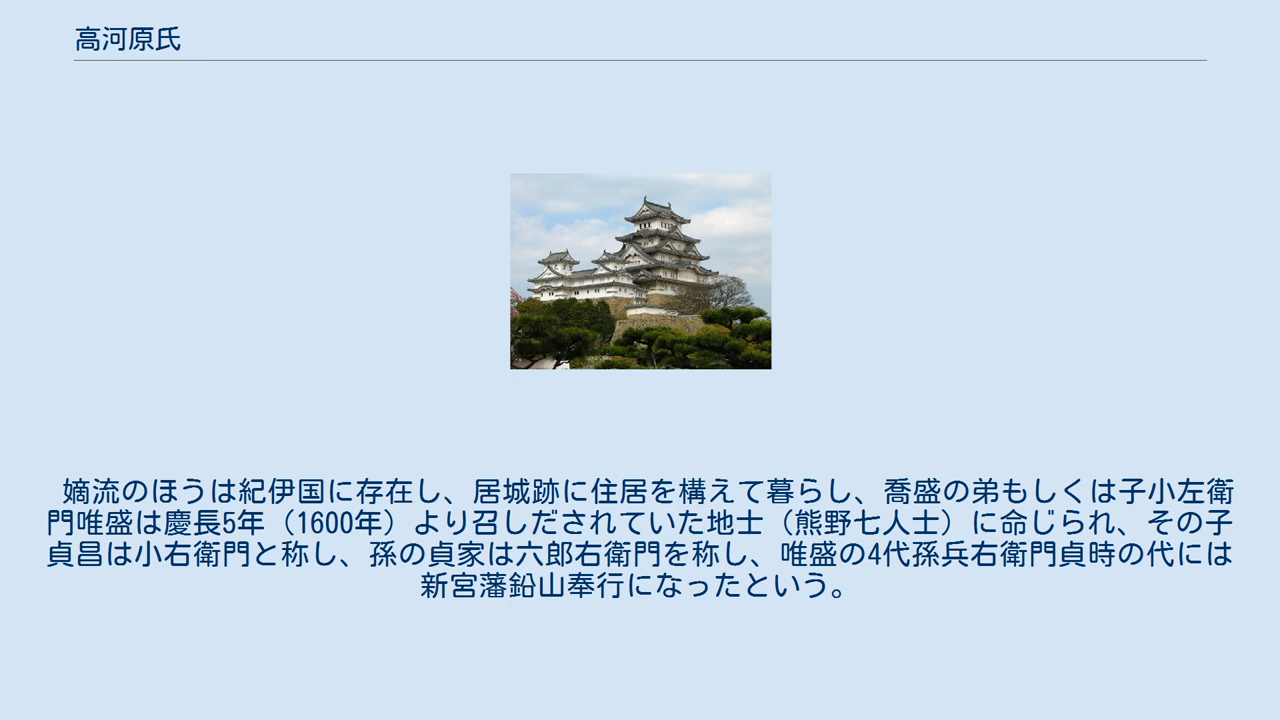 高河原氏
嫡流のほうは紀伊国に存在し、居城跡に住居を構えて暮らし、喬盛の弟もしくは子小左衛
門唯盛は慶長5年（1600年）より召しだされていた地士（熊野七人士）に命じられ、その子
貞昌は小右衛門と称し、孫の貞家は六郎右衛門を称し、唯盛の4代孫兵右衛門貞時の代には
新宮藩鉛山奉行になったという。